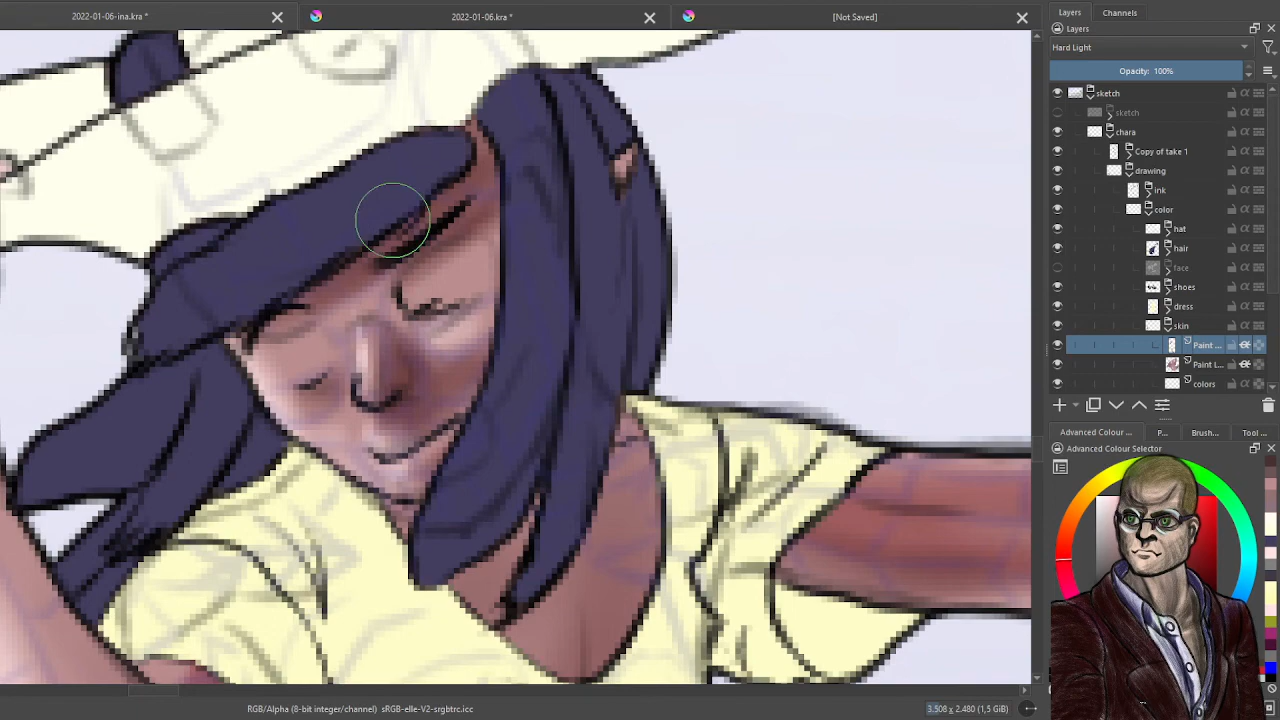 2022-01-06-ina.kra *
2022-01-06.kra *
[Not Saved]
Layers
Channels
Layers
Hard Light
Opacity: 100%
sketch
sketch
chara
Copy of take 1
drawing
ink
color
hat
hair
face
shoes
dress
skin
Paint ...
Paint L...
colors
Advanced Colour ...
P...
Brush...
Tool ...
Advanced Colour Selector
RGB/Alpha (8-bit integer/channel) sRGB-elle-V2-srgbtrc.icc
3.508 x 2.480 (1,5 GiB)